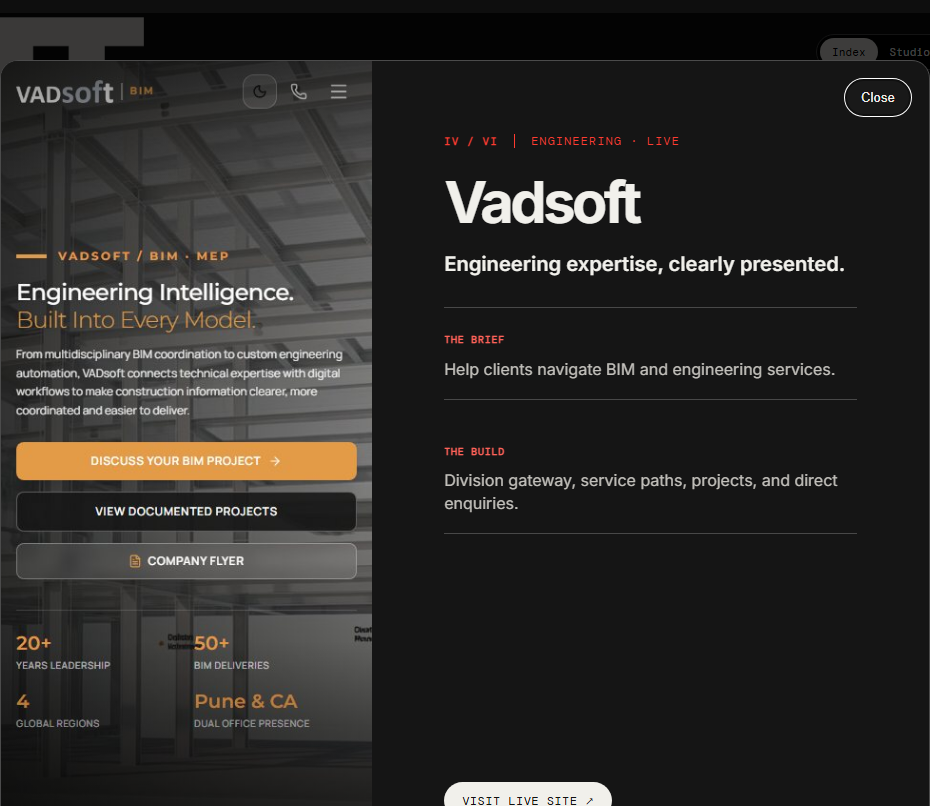 Index
Studio
VADsoft | BIM
Close
IV / VI | ENGINEERING · LIVE
Vadsoft
Engineering expertise, clearly presented.
THE BRIEF
Help clients navigate BIM and engineering services.
THE BUILD
Division gateway, service paths, projects, and direct
enquiries.
VISIT LIVE SITE ↗
VADSOFT / BIM · MEP
Engineering Intelligence.
Built Into Every Model.
From multidisciplinary BIM coordination to custom engineering
automation, VADsoft connects technical expertise with digital
workflows to make construction information clearer, more
coordinated and easier to deliver.
DISCUSS YOUR BIM PROJECT →
VIEW DOCUMENTED PROJECTS
COMPANY FLYER
20+
YEARS LEADERSHIP
50+
BIM DELIVERIES
4
GLOBAL REGIONS
Pune & CA
DUAL OFFICE PRESENCE